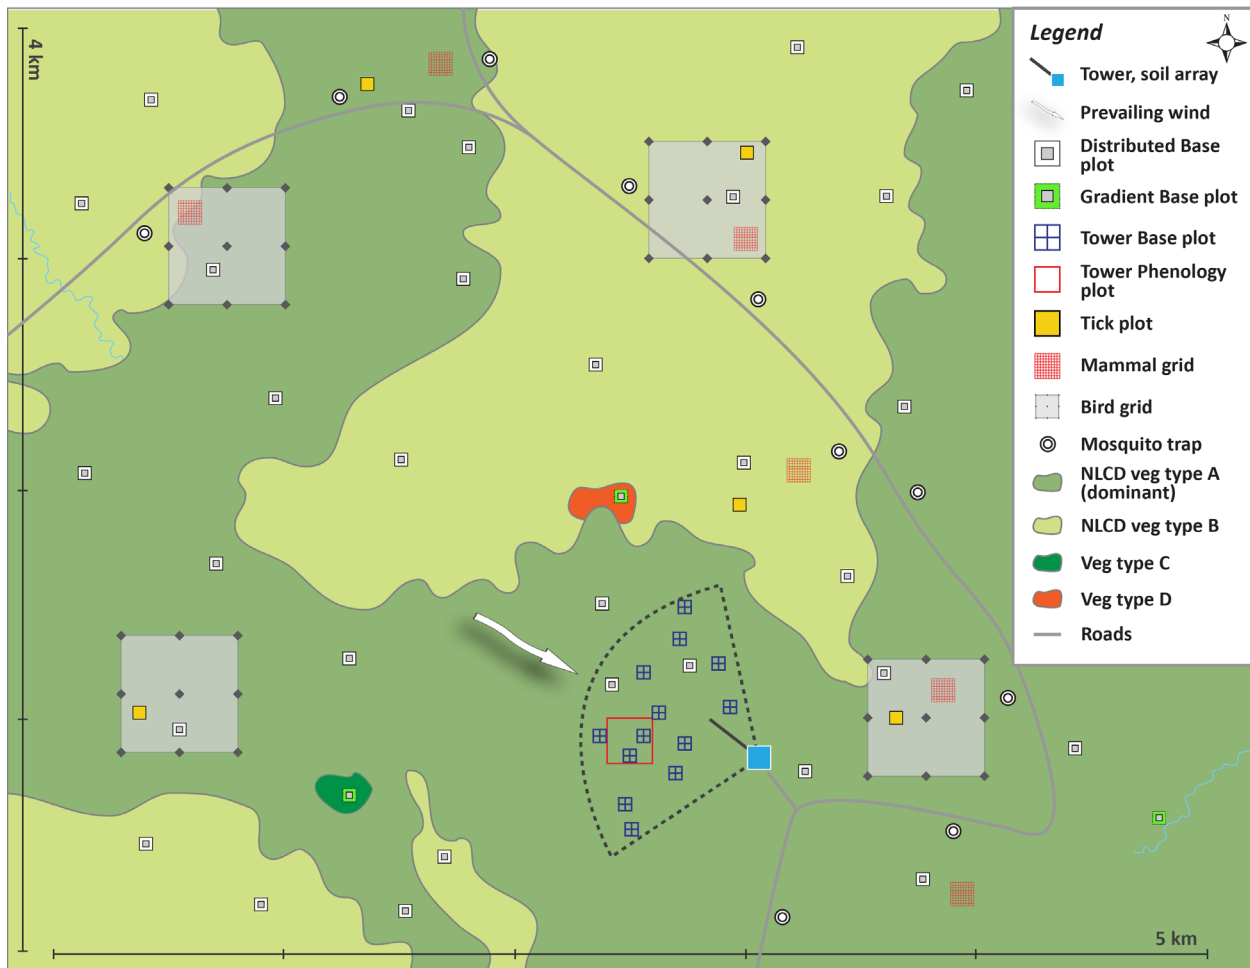 4 km
N
Legend
Tower, soil array
Prevailing wind
Distributed Base
plot
Gradient Base plot
Tower Base plot
Tower Phenology
plot
Tick plot
Mammal grid
Bird grid
Mosquito trap
NLCD veg type A
(dominant)
NLCD veg type B
Veg type C
Veg type D
Roads
5 km